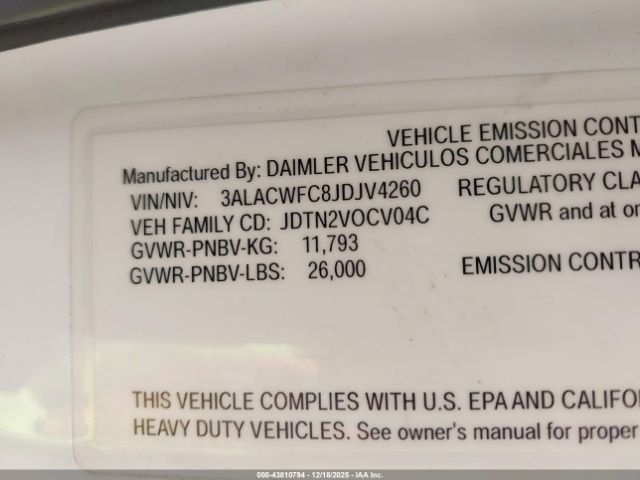 VEHICLE EMISSION CONT
Manufactured By: DAIMLER VEHICULOS COMERCIALES M
VIN/NIV: 3ALACWFC8JDJV4260 REGULATORY CLA
VEH FAMILY CD: JDTN2VOCV04C GVWR and at or
GVWR-PNBV-KG: 11,793
GVWR-PNBV-LBS: 26,000 EMISSION CONTR
THIS VEHICLE COMPLIES WITH U.S. EPA AND CALIFO
HEAVY DUTY VEHICLES. See owner's manual for proper
000-43810794 - 12/18/2025 - IAA Inc.